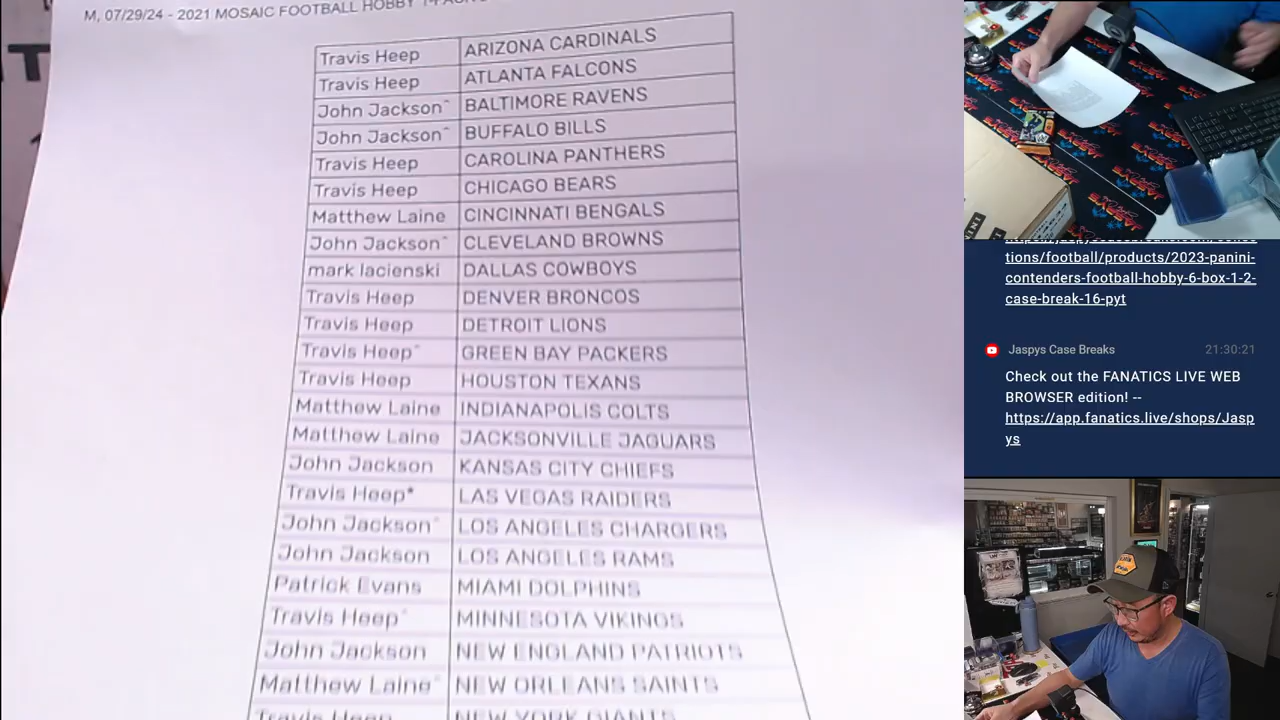 M, 07/29/24 - 2021 MOSAIC FOOTBALL HOBBY
Travis Heep ARIZONA CARDINALS
Travis Heep ATLANTA FALCONS
John Jackson^ BALTIMORE RAVENS
John Jackson^ BUFFALO BILLS
Travis Heep CAROLINA PANTHERS
Travis Heep CHICAGO BEARS
Matthew Laine CINCINNATI BENGALS
John Jackson^ CLEVELAND BROWNS
mark lacienski DALLAS COWBOYS
Travis Heep DENVER BRONCOS
Travis Heep DETROIT LIONS
Travis Heep^ GREEN BAY PACKERS
Travis Heep HOUSTON TEXANS
Matthew Laine INDIANAPOLIS COLTS
Matthew Laine JACKSONVILLE JAGUARS
John Jackson KANSAS CITY CHIEFS
Travis Heep* LAS VEGAS RAIDERS
John Jackson^ LOS ANGELES CHARGERS
John Jackson LOS ANGELES RAMS
Patrick Evans MIAMI DOLPHINS
Travis Heep^ MINNESOTA VIKINGS
John Jackson NEW ENGLAND PATRIOTS
Matthew Laine^ NEW ORLEANS SAINTS
Travis Heep NEW YORK GIANTS
tions/football/products/2023-panini-
contenders-football-hobby-6-box-1-2-
case-break-16-pyt
Jaspys Case Breaks 21:30:21
Check out the FANATICS LIVE WEB
BROWSER edition! --
https://app.fanatics.live/shops/Jasp
ys